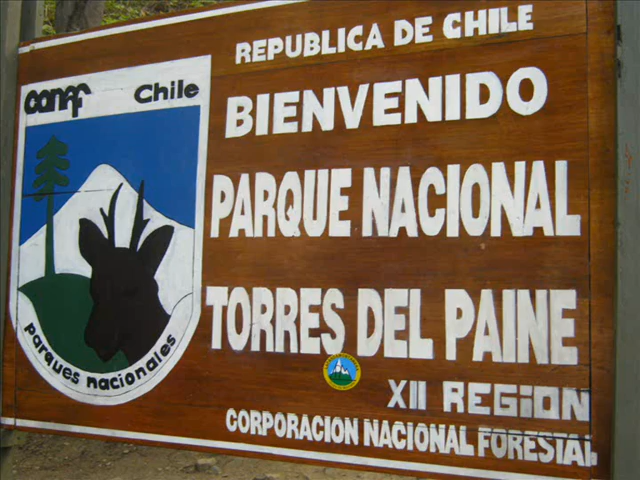 conaf Chile
parques nacionales
REPUBLICA DE CHILE
BIENVENIDO
PARQUE NACIONAL
TORRES DEL PAINE
XII REGION
CORPORACION NACIONAL FORESTAL